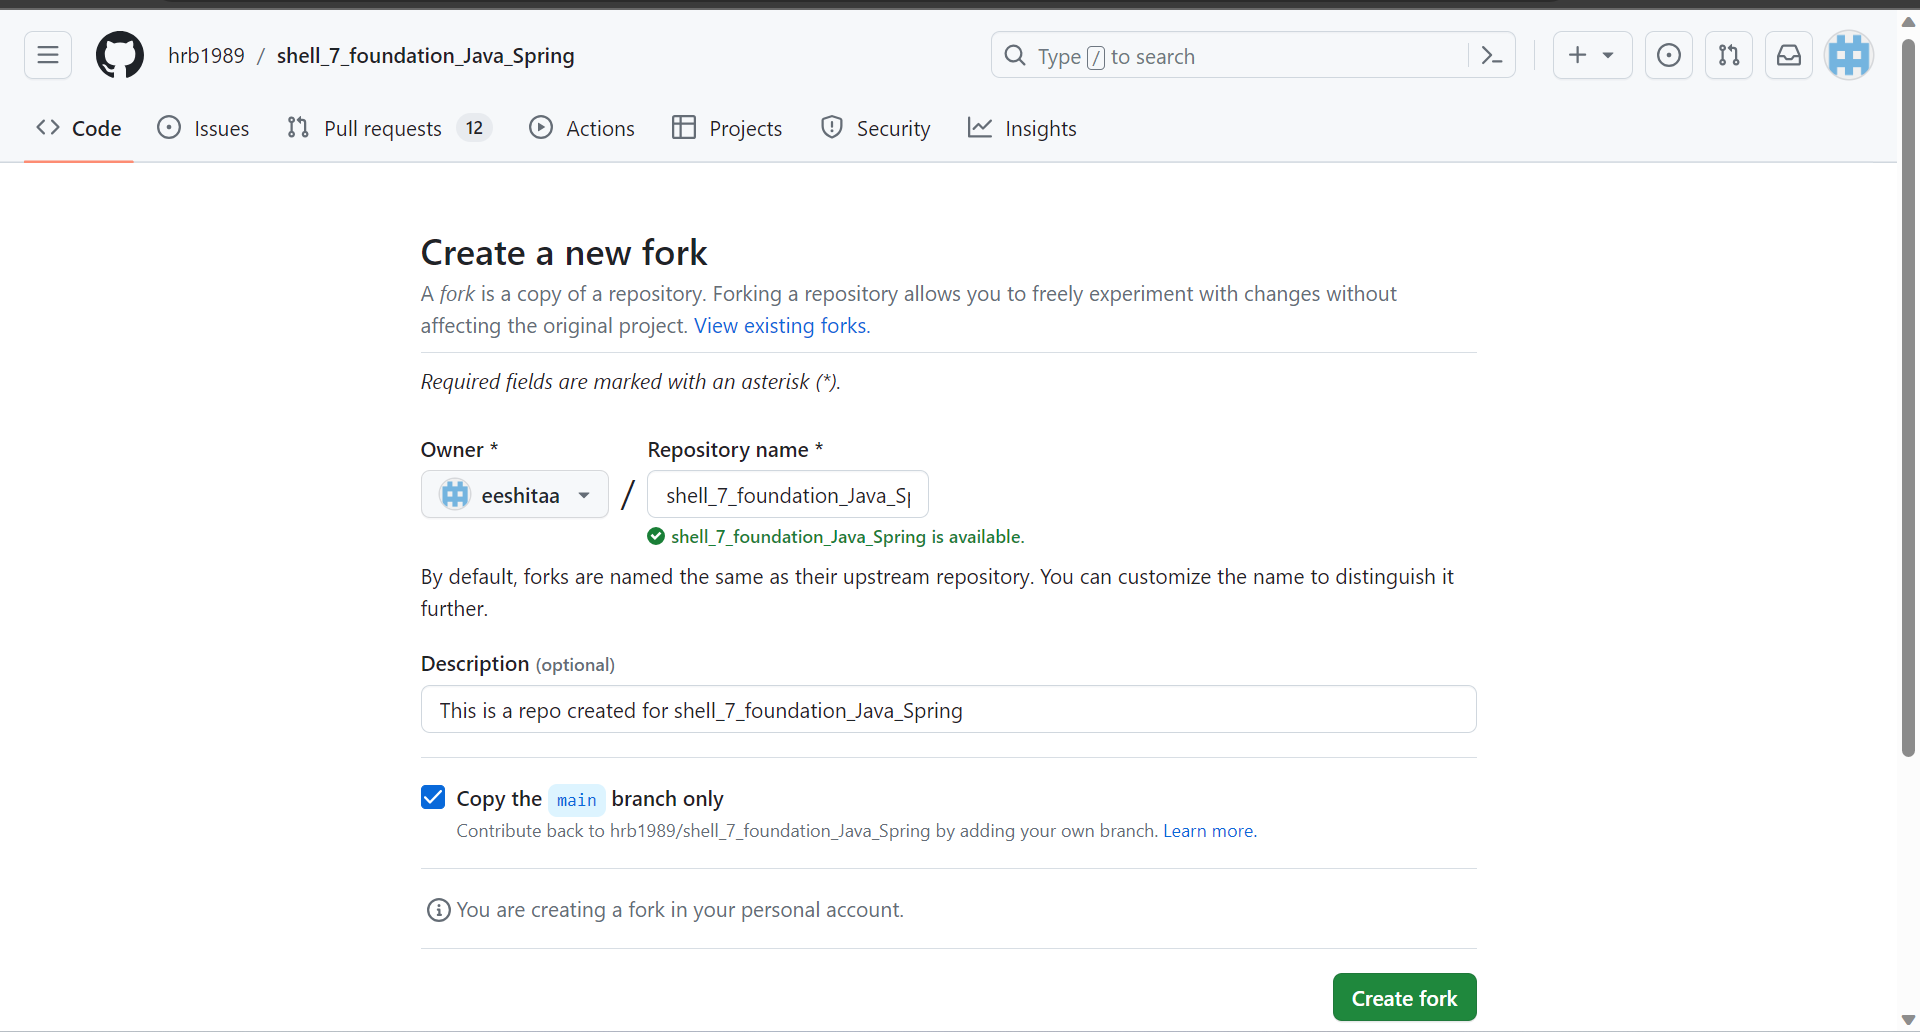 hrb1989 / shell_7_foundation_Java_Spring
Type / to search
Code Issues Pull requests 12 Actions Projects Security Insights
Create a new fork
A fork is a copy of a repository. Forking a repository allows you to freely experiment with changes without
affecting the original project. View existing forks.
Required fields are marked with an asterisk (*).
Owner * Repository name *
eeshitaa / shell_7_foundation_Java_Sp
shell_7_foundation_Java_Spring is available.
By default, forks are named the same as their upstream repository. You can customize the name to distinguish it
further.
Description (optional)
This is a repo created for shell_7_foundation_Java_Spring
Copy the main branch only
Contribute back to hrb1989/shell_7_foundation_Java_Spring by adding your own branch. Learn more.
You are creating a fork in your personal account.
Create fork